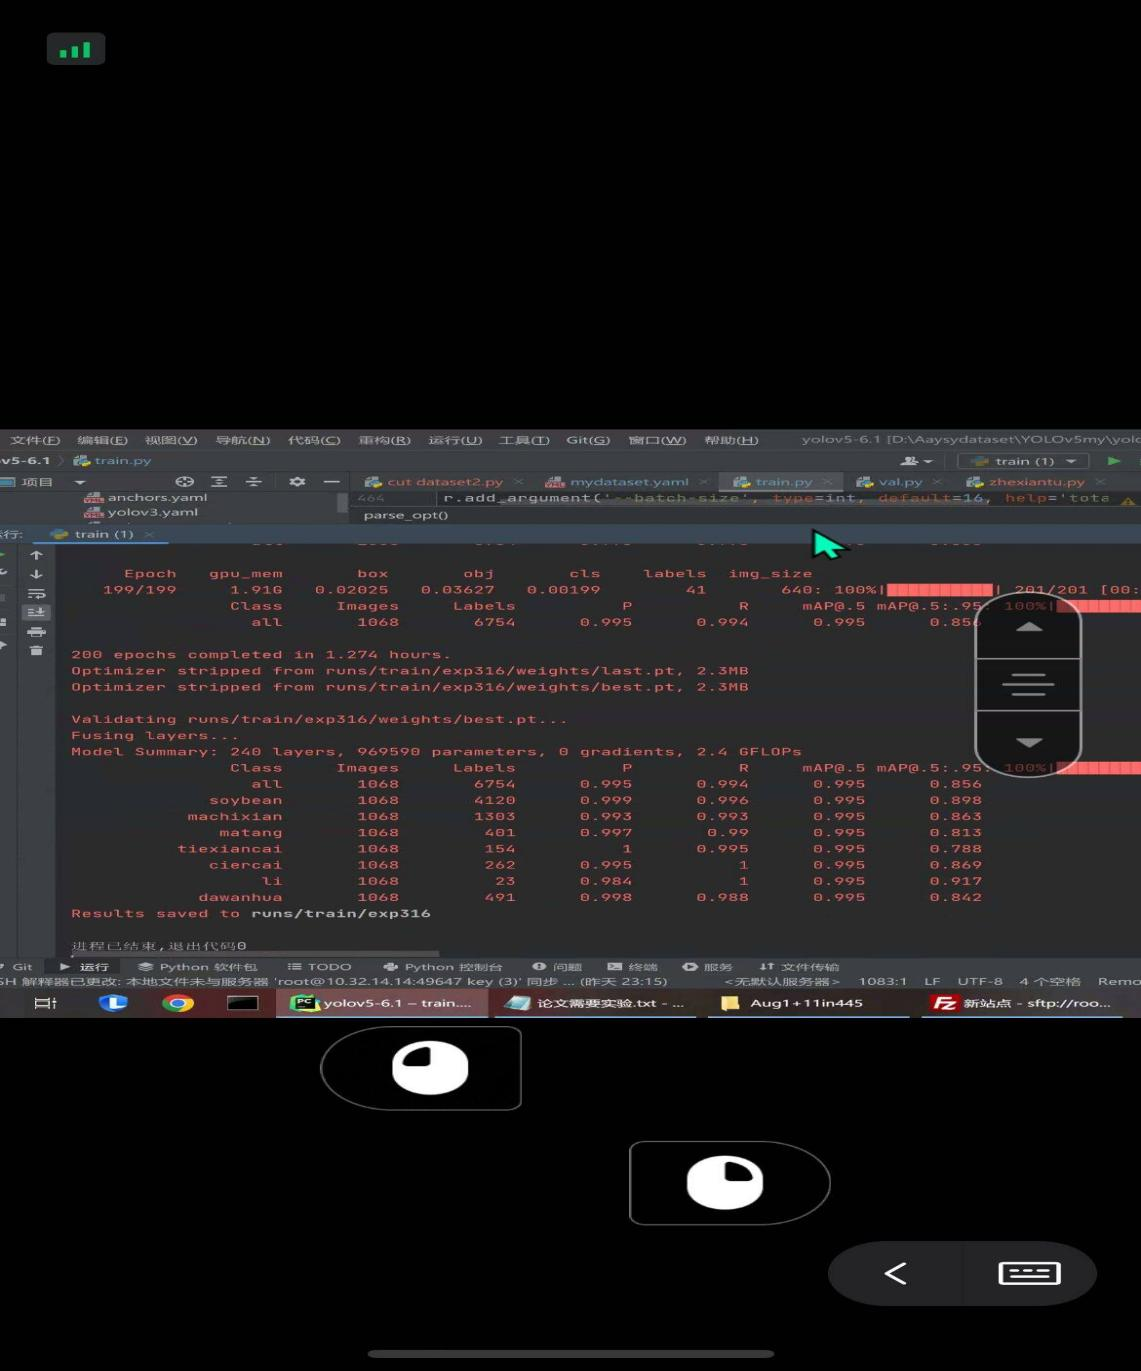 文件(F) 编辑(E) 视图(V) 导航(N) 代码(C) 重构(R) 运行(U) 工具(T) Git(G) 窗口(W) 帮助(H) yolov5-6.1 [D:\Aaysydataset\YOLOv5my\yolo
v5-6.1 train.py train (1)
项目 cut dataset2.py mydataset.yaml train.py val.py zhexiantu.py
anchors.yaml 464 r.add_argument('--batch-size', type=int, default=16, help='tota
yolov3.yaml parse_opt()
行: train (1)
Epoch gpu_mem box obj cls labels img_size
199/199 1.91G 0.02025 0.03627 0.00199 41 640: 100%| | 201/201 [00:
Class Images Labels P R mAP@.5 mAP@.5:.95: 100%|
all 1068 6754 0.995 0.994 0.995 0.856
200 epochs completed in 1.274 hours.
Optimizer stripped from runs/train/exp316/weights/last.pt, 2.3MB
Optimizer stripped from runs/train/exp316/weights/best.pt, 2.3MB
Validating runs/train/exp316/weights/best.pt...
Fusing layers...
Model Summary: 240 layers, 969590 parameters, 0 gradients, 2.4 GFLOPs
Class Images Labels P R mAP@.5 mAP@.5:.95: 100%|
all 1068 6754 0.995 0.994 0.995 0.856
soybean 1068 4120 0.999 0.996 0.995 0.898
machixian 1068 1303 0.993 0.993 0.995 0.863
matang 1068 401 0.997 0.99 0.995 0.813
tiexiancai 1068 154 1 0.995 0.995 0.788
ciercai 1068 262 0.995 1 0.995 0.869
li 1068 23 0.984 1 0.995 0.917
dawanhua 1068 491 0.998 0.988 0.995 0.842
Results saved to runs/train/exp316
进程已结束,退出代码0
Git 运行 Python 软件包 TODO Python 控制台 问题 终端 服务 文件传输
SH 解释器已更改: 本地文件未与服务器 'root@10.32.14.14:49647 key (3)' 同步 ... (昨天 23:15) <无默认服务器> 1083:1 LF UTF-8 4 个空格 Remo
yolov5-6.1 – train.... 论文需要实验.txt - ... Aug1+11in445 新站点 - sftp://roo...